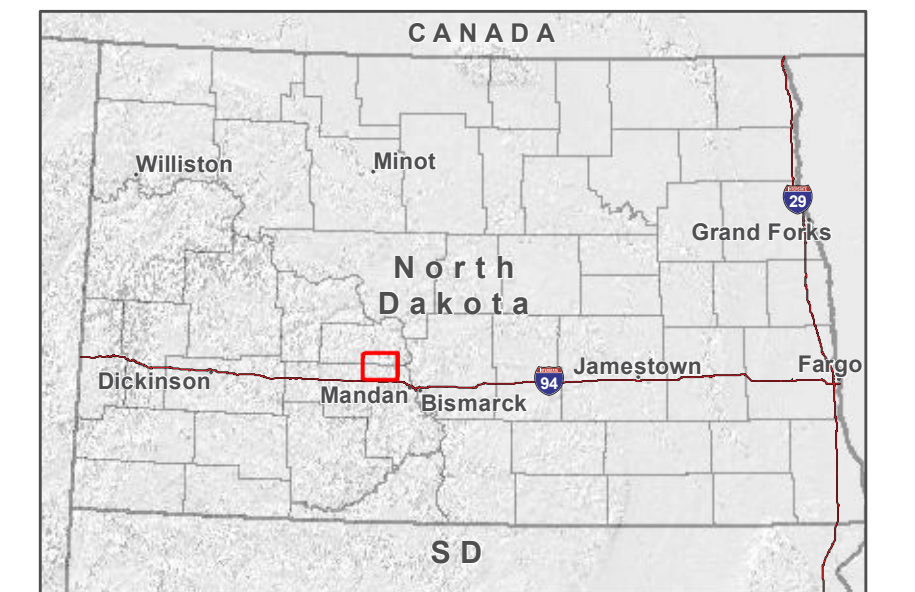 CANADA
Williston
Minot
29
Grand Forks
North
Dakota
Fargo
Jamestown
94
Dickinson
Mandan
Bismarck
SD